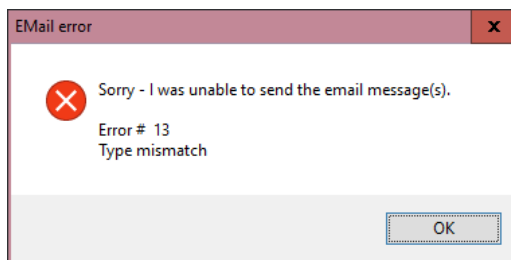 EMail error
x
Sorry - I was unable to send the email message(s).
Error #  13
Type mismatch
OK